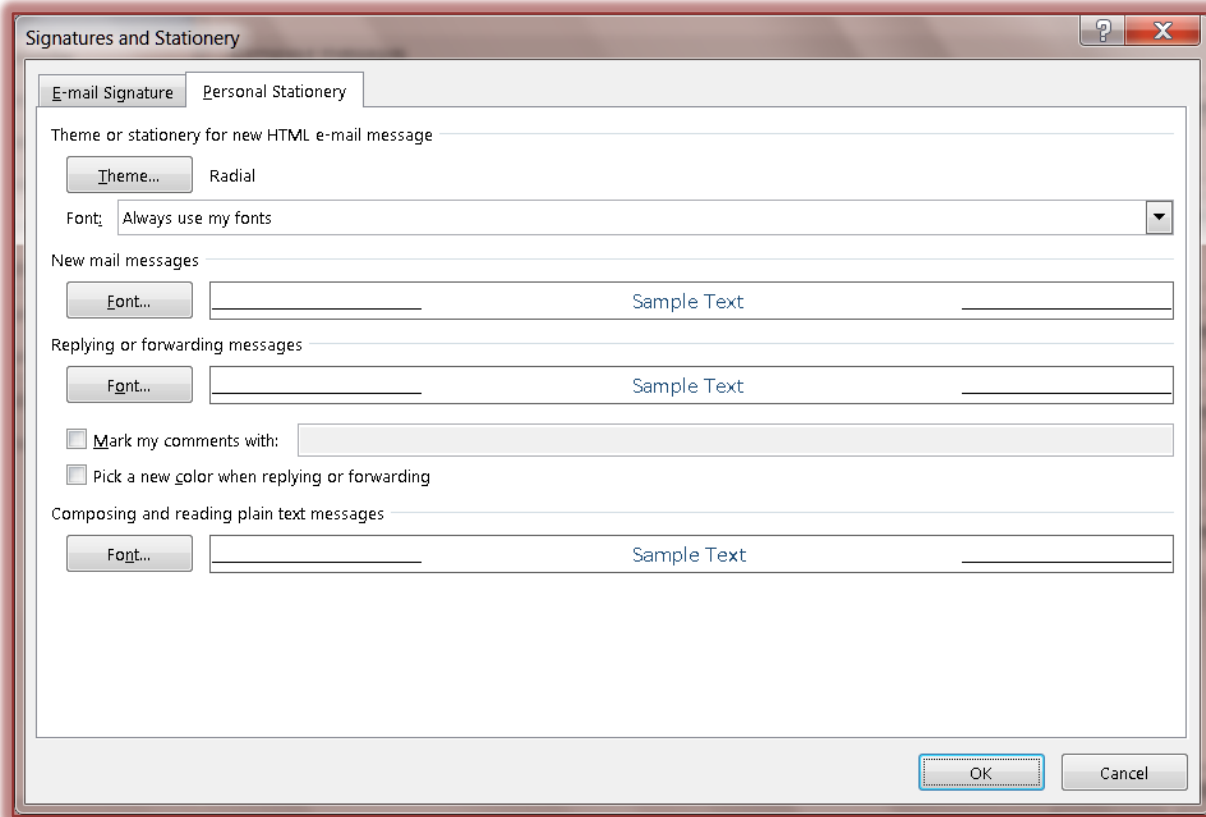 Signatures and Stationery
E-mail Signature Personal Stationery
Theme or stationery for new HTML e-mail message
Theme... Radial
Font: Always use my fonts
New mail messages
Font... Sample Text
Replying or forwarding messages
Font... Sample Text
Mark my comments with:
Pick a new color when replying or forwarding
Composing and reading plain text messages
Font... Sample Text
OK Cancel